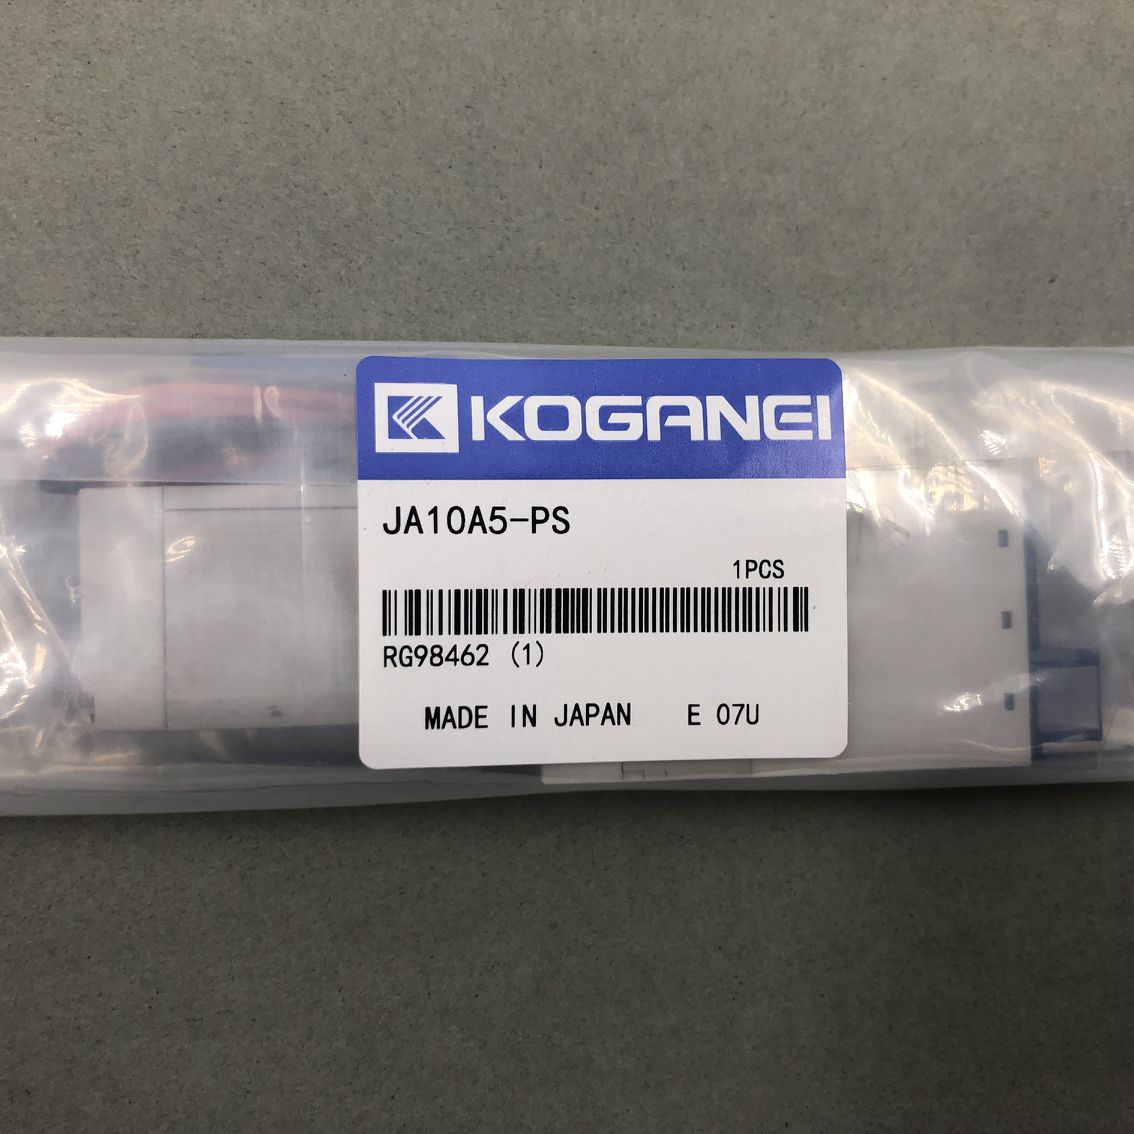 KOGANEI
JA10A5-PS
1PCS
RG98462 (1)
MADE IN JAPAN E 07U